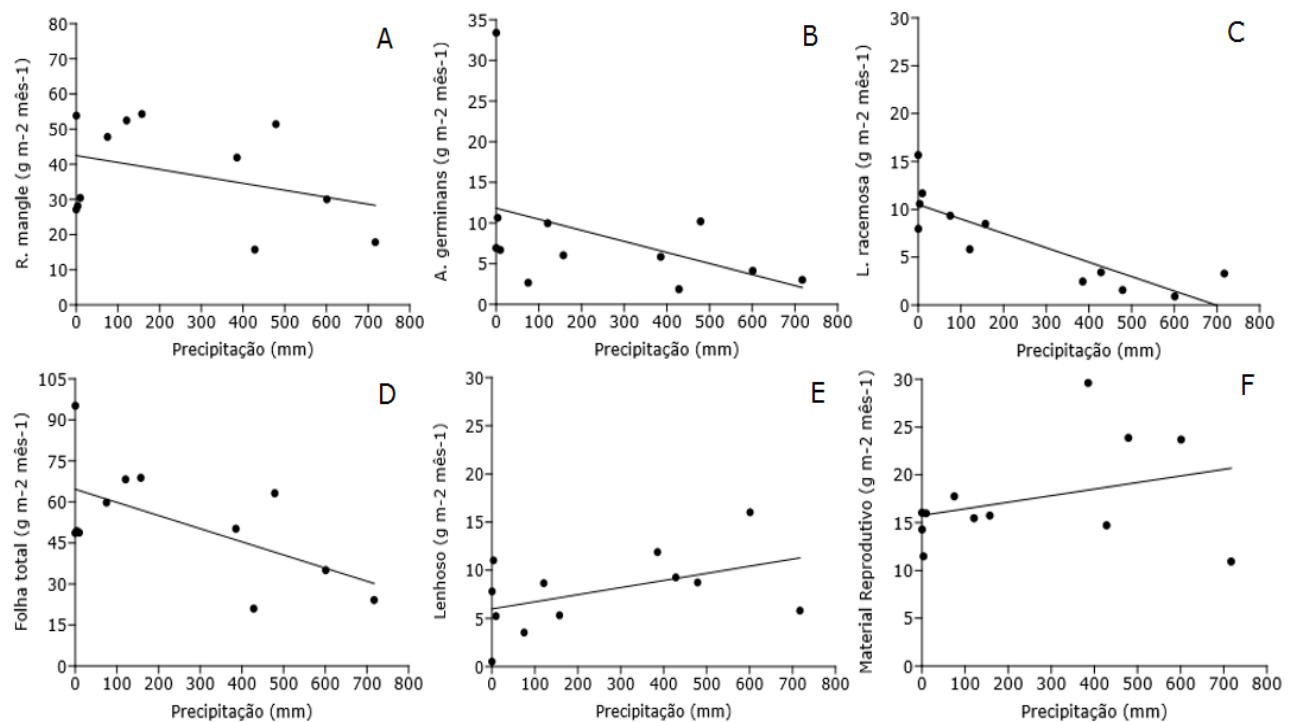 A
R. mangle (g m-2 mês-1)
80
70
60
50
40
30
20
10
0
0 100 200 300 400 500 600 700 800
Precipitação (mm)
B
A. germinans (g m-2 mês-1)
35
30
25
20
15
10
5
0
0 100 200 300 400 500 600 700 800
Precipitação (mm)
C
L. racemosa (g m-2 mês-1)
30
25
20
15
10
5
0
0 100 200 300 400 500 600 700 800
Precipitação (mm)
D
Folha total (g m-2 mês-1)
105
90
75
60
45
30
15
0
0 100 200 300 400 500 600 700 800
Precipitação (mm)
E
Lenhoso (g m-2 mês-1)
30
25
20
15
10
5
0
0 100 200 300 400 500 600 700 800
Precipitação (mm)
F
Material Reprodutivo (g m-2 mês-1)
30
25
20
15
10
5
0
0 100 200 300 400 500 600 700 800
Precipitação (mm)